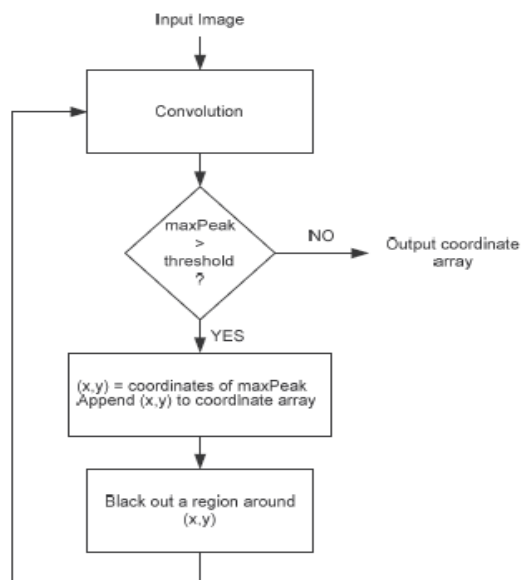 Input Image
Convolution
maxPeak
>
threshold
?
NO
Output coordinate
array
YES
(x,y) = coordinates of maxPeak
Append (x,y) to coordinate array
Black out a region around
(x,y)